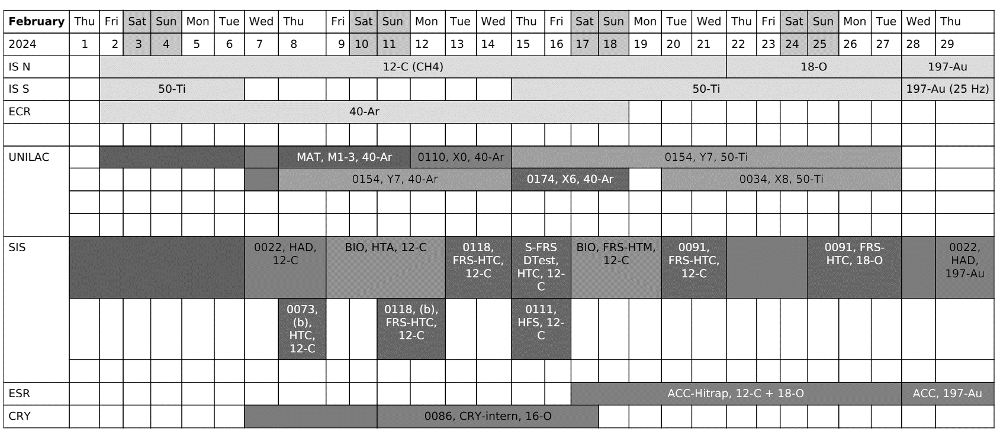 February Thu Fri Sat Sun Mon Tue Wed Thu Fri Sat Sun Mon Tue Wed Thu Fri Sat Sun Mon Tue Wed Thu Fri Sat Sun Mon Tue Wed Thu
2024 1 2 3 4 5 6 7 8 9 10 11 12 13 14 15 16 17 18 19 20 21 22 23 24 25 26 27 28 29
IS N 12-C (CH4) 18-O 197-Au
IS S 50-Ti 50-Ti 197-Au (25 Hz)
ECR 40-Ar
UNILAC MAT, M1-3, 40-Ar 0110, X0, 40-Ar 0154, Y7, 50-Ti
0154, Y7, 40-Ar 0174, X6, 40-Ar 0034, X8, 50-Ti
SIS
0022, HAD,
12-C
BIO, HTA, 12-C
0118,
FRS-HTC,
12-C
S-FRS
DTest,
HTC, 12-
C
BIO, FRS-HTM,
12-C
0091,
FRS-HTC,
12-C
0091, FRS-
HTC, 18-O
0022,
HAD,
197-Au
0073,
(b),
HTC,
12-C
0118, (b),
FRS-HTC,
12-C
0111,
HFS, 12-
C
ESR ACC-Hitrap, 12-C + 18-O ACC, 197-Au
CRY 0086, CRY-intern, 16-O